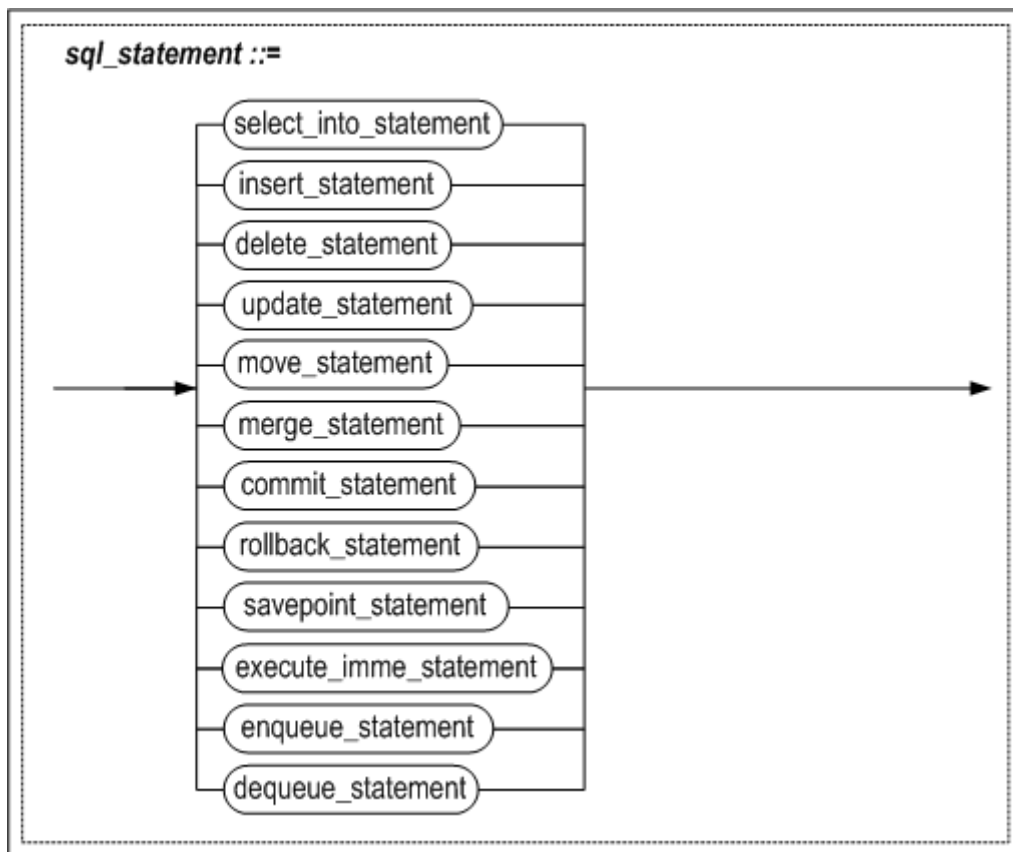 sql_statement ::=
select_into_statement
insert_statement
delete_statement
update_statement
move_statement
merge_statement
commit_statement
rollback_statement
savepoint_statement
execute_imme_statement
enqueue_statement
dequeue_statement